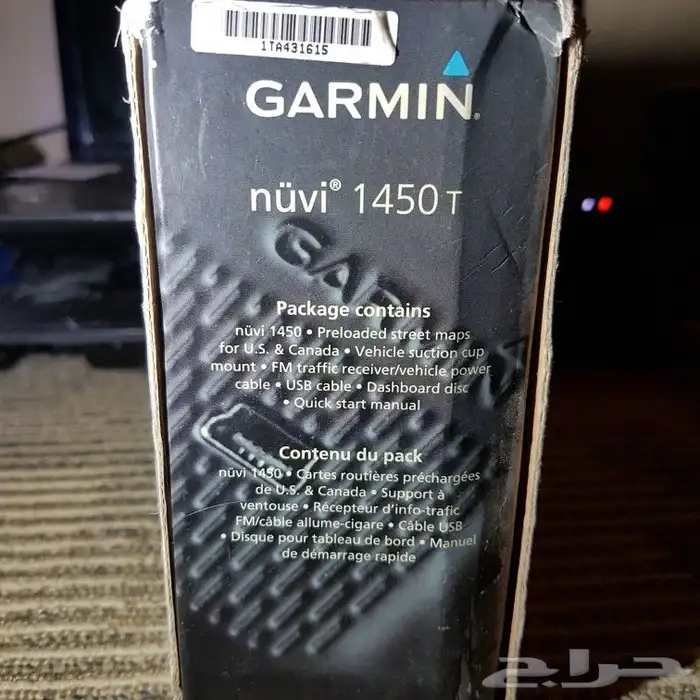 1TA431615
GARMIN®
nüvi® 1450 T
GAR
Package contains
nüvi 1450 • Preloaded street maps
for U.S. & Canada • Vehicle suction cup
mount • FM traffic receiver/vehicle power
cable • USB cable • Dashboard disc
• Quick start manual
Contenu du pack
nüvi 1450 • Cartes routières préchargées
de U.S. & Canada • Support à
ventouse • Récepteur d'info-trafic
FM/câble allume-cigare • Câble USB
• Disque pour tableau de bord • Manuel
de démarrage rapide
حراج